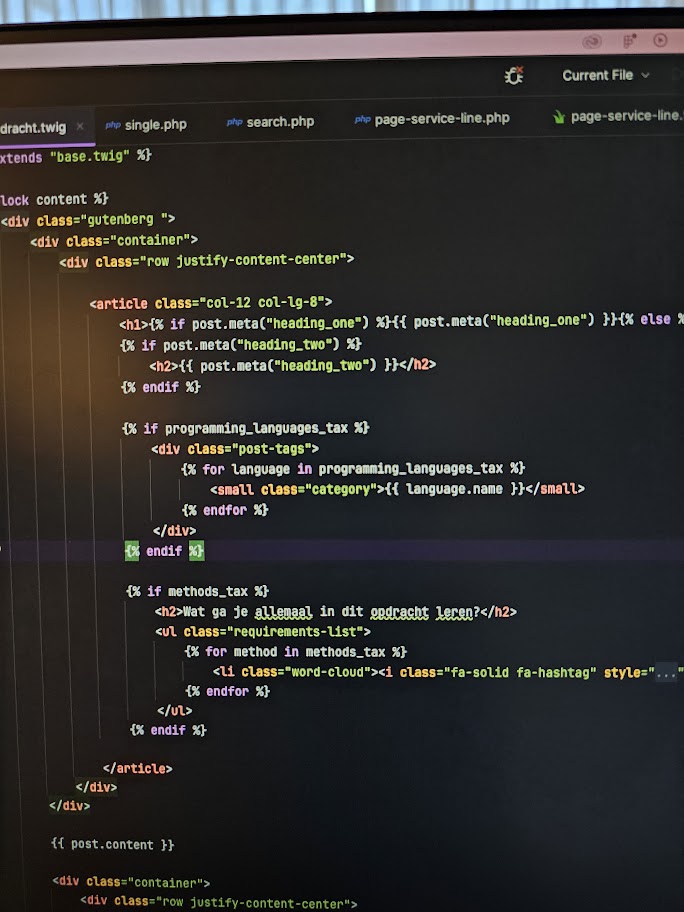 Current File
dracht.twig × php single.php php search.php php page-service-line.php page-service-line.
xtends "base.twig" %}
lock content %}
<div class="gutenberg ">
<div class="container">
<div class="row justify-content-center">
<article class="col-12 col-lg-8">
<h1>{% if post.meta("heading_one") %}{{ post.meta("heading_one") }}{% else %
{% if post.meta("heading_two") %}
<h2>{{ post.meta("heading_two") }}</h2>
{% endif %}
{% if programming_languages_tax %}
<div class="post-tags">
{% for language in programming_languages_tax %}
<small class="category">{{ language.name }}</small>
{% endfor %}
</div>
{% endif %}
{% if methods_tax %}
<h2>Wat ga je allemaal in dit opdracht leren?</h2>
<ul class="requirements-list">
{% for method in methods_tax %}
<li class="word-cloud"><i class="fa-solid fa-hashtag" style="..."
{% endfor %}
</ul>
{% endif %}
</article>
</div>
</div>
{{ post.content }}
<div class="container">
<div class="row justify-content-center">